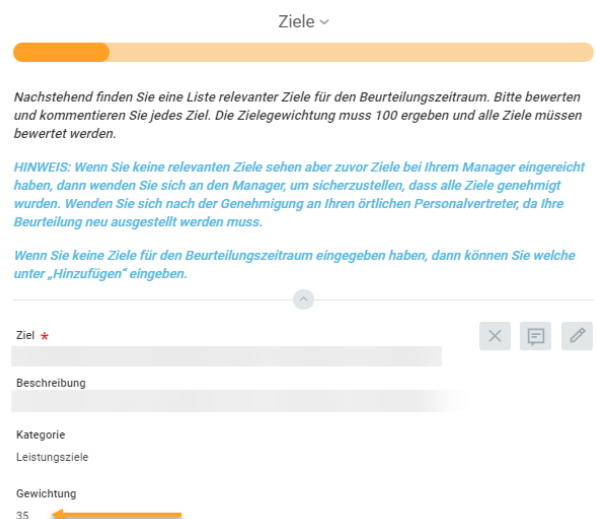 Ziele
Nachstehend finden Sie eine Liste relevanter Ziele für den Beurteilungszeitraum. Bitte bewerten
und kommentieren Sie jedes Ziel. Die Zielegewichtung muss 100 ergeben und alle Ziele müssen
bewertet werden.
HINWEIS: Wenn Sie keine relevanten Ziele sehen aber zuvor Ziele bei Ihrem Manager eingereicht
haben, dann wenden Sie sich an den Manager, um sicherzustellen, dass alle Ziele genehmigt
wurden. Wenden Sie sich nach der Genehmigung an Ihren örtlichen Personalvertreter, da Ihre
Beurteilung neu ausgestellt werden muss.
Wenn Sie keine Ziele für den Beurteilungszeitraum eingegeben haben, dann können Sie welche
unter „Hinzufügen“ eingeben.
Ziel *
Beschreibung
Kategorie
Leistungsziele
Gewichtung
35